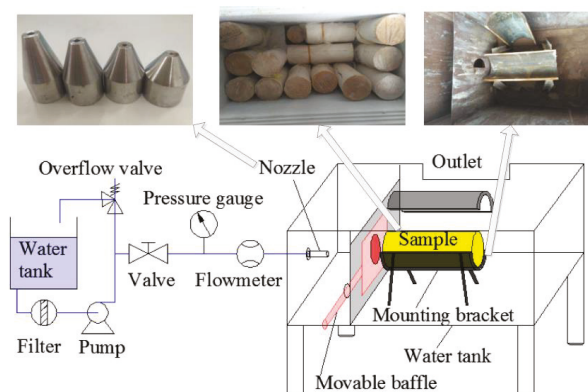 Overflow valve
Nozzle
Outlet
Pressure gauge
Water
tank
Sample
Valve
Flowmeter
Filter
Pump
Mounting bracket
Water tank
Movable baffle